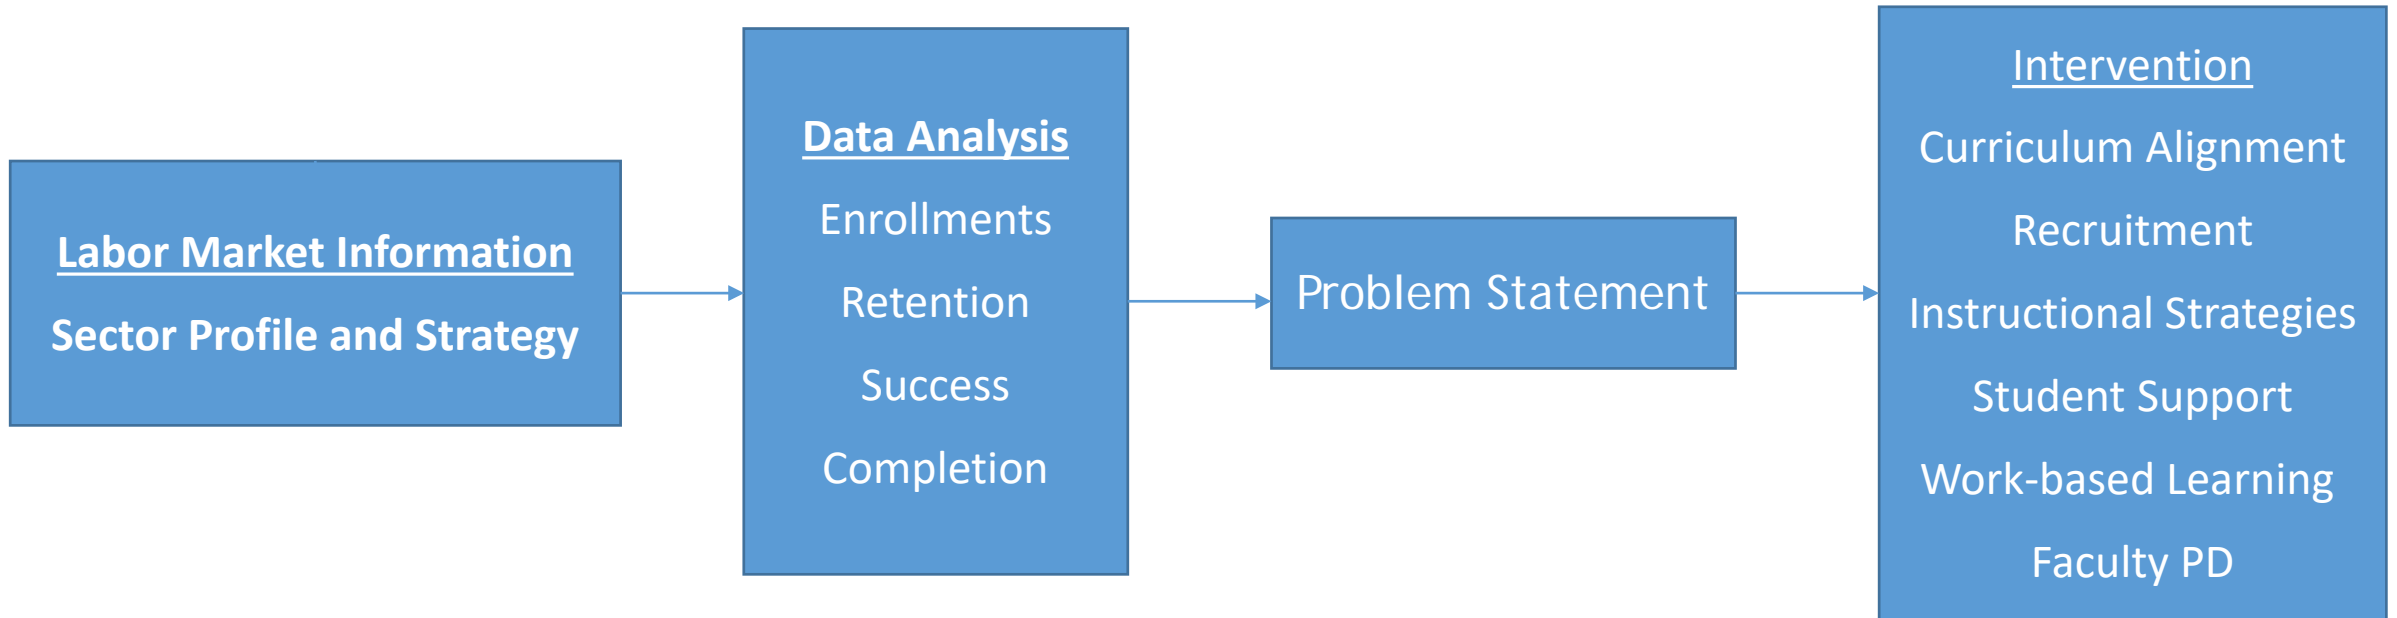 Labor Market Information
Sector Profile and Strategy
Data Analysis
Enrollments
Retention
Success
Completion
Problem Statement
Intervention
Curriculum Alignment
Recruitment
Instructional Strategies
Student Support
Work-based Learning
Faculty PD